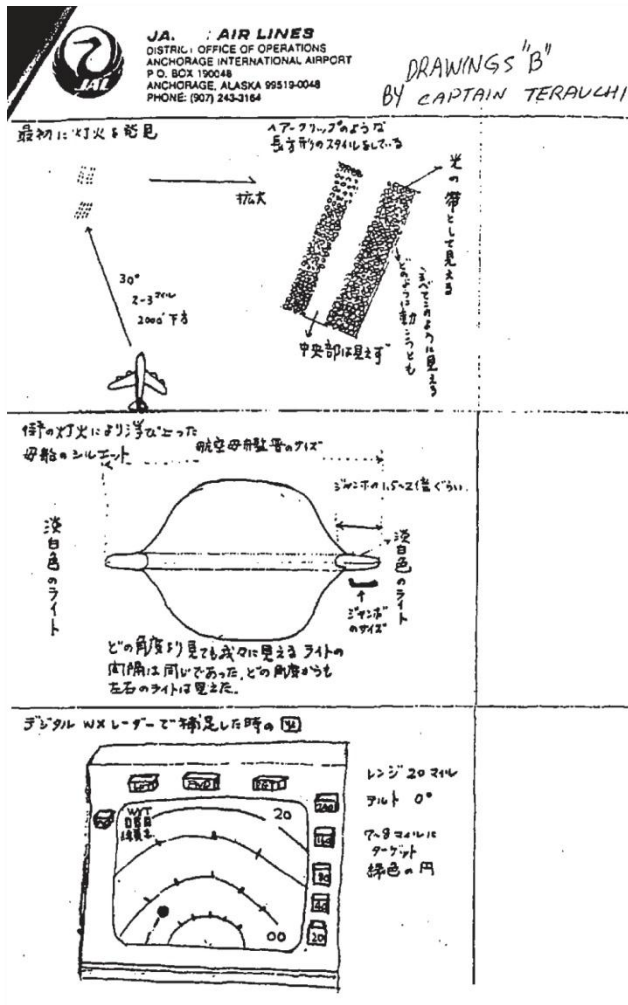 JAL
JA. : AIR LINES
DISTRICT OFFICE OF OPERATIONS
ANCHORAGE INTERNATIONAL AIRPORT
P O. BOX 190048
ANCHORAGE, ALASKA 99519-0048
PHONE: (907) 243-3164
DRAWINGS "B"
BY CAPTAIN TERAUCHI
最初に灯火を発見
ヘアークリップのような
長方形のスタイルをしている
拡大
30°
2-3マイル
2000' 下方
光の帯として見える
すべてこのように見える
どのように動こうとも
中央部は見えず
街の灯火により浮び上った
母船のシルエット
航空母艦 のサイズ
ジャンボの1.5~2倍ぐらい
淡白色のライト
淡白色のライト
ジャンボ
のサイズ
どの角度より見ても我々に見えるライトの
間隔は同じであった。どの角度からも
左右のライトは見えた。
デジタル WXレーダーで捕足した時の図
WXT
20
00
20
レンジ 20マイル
チルト 0°
7~8マイルに
ターゲット
緑色の円